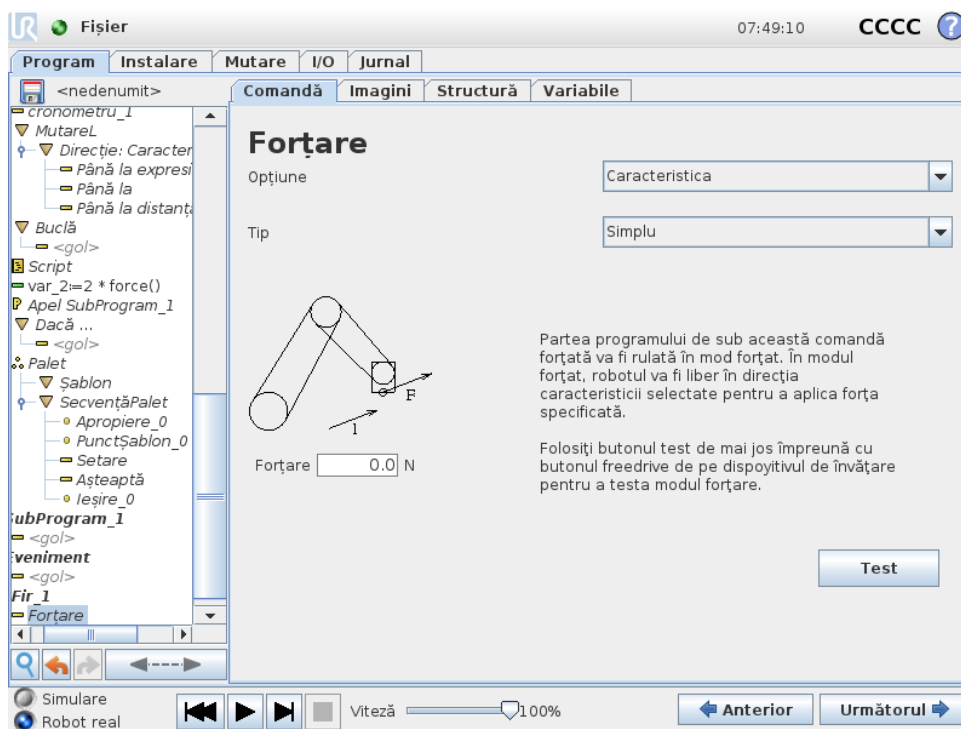 UR Fișier 07:49:10 CCCC ?
Program Instalare Mutare I/O Jurnal
<nedenumit>
Comandă Imagini Structură Variabile
cronometru_1
MutareL
Direcție: Caracter
Până la expresi
Până la
Până la distanț
Buclă
<gol>
Script
var_2:=2 * force()
Apel SubProgram_1
Dacă ...
<gol>
Palet
Șablon
SecvențăPalet
Apropiere_0
PunctȘablon_0
Setare
Așteaptă
Ieșire_0
SubProgram_1
<gol>
Eveniment
<gol>
Fir_1
Forțare
Forțare
Opțiune Caracteristica
Tip Simplu
F
1
Forțare 0.0 N
Partea programului de sub această comandă
forțată va fi rulată în mod forțat. În modul
forțat, robotul va fi liber în direcția
caracteristicii selectate pentru a aplica forța
specificată.
Folosiți butonul test de mai jos împreună cu
butonul freedrive de pe dispoyitivul de învățare
pentru a testa modul forțare.
Test
Simulare
Robot real
Viteză 100%
Anterior Următorul